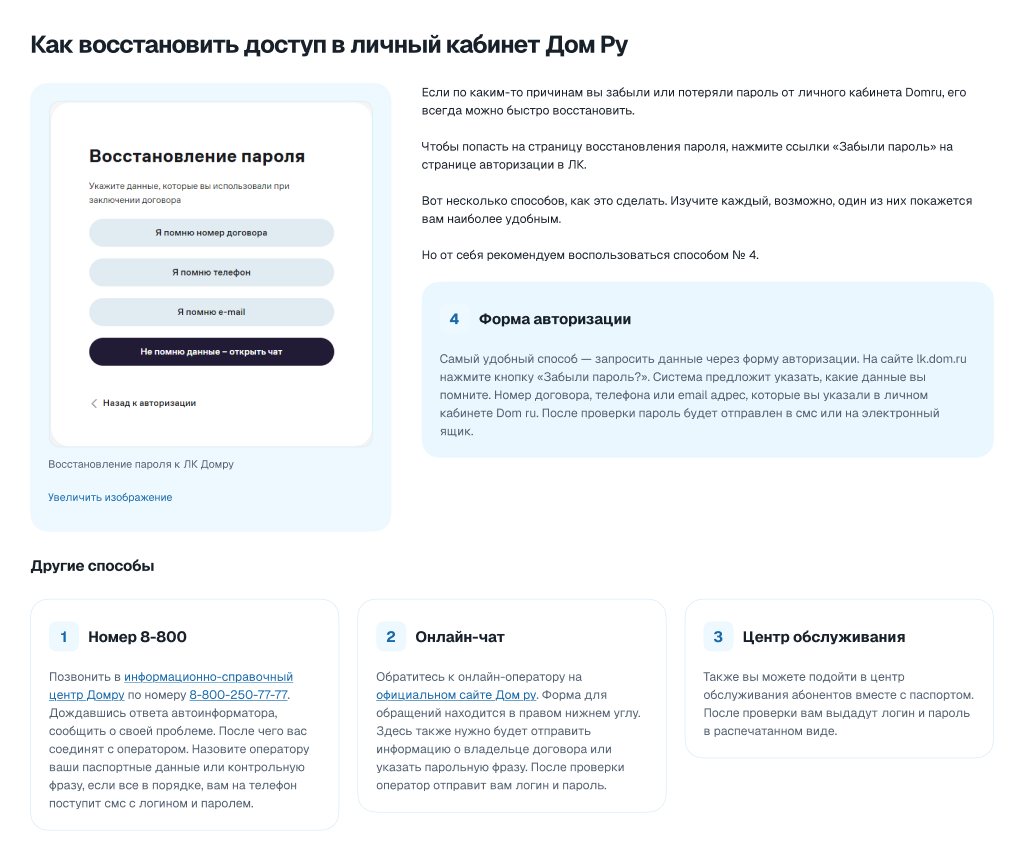 Как восстановить доступ в личный кабинет Дом Ру
Восстановление пароля
Укажите данные, которые вы использовали при
заключении договора
Я помню номер договора
Я помню телефон
Я помню e-mail
Не помню данные – открыть чат
Назад к авторизации
Восстановление пароля к ЛК Домру
Увеличить изображение
Если по каким-то причинам вы забыли или потеряли пароль от личного кабинета Domru, его
всегда можно быстро восстановить.
Чтобы попасть на страницу восстановления пароля, нажмите ссылки «Забыли пароль» на
странице авторизации в ЛК.
Вот несколько способов, как это сделать. Изучите каждый, возможно, один из них покажется
вам наиболее удобным.
Но от себя рекомендуем воспользоваться способом № 4.
4 Форма авторизации
Самый удобный способ — запросить данные через форму авторизации. На сайте lk.dom.ru
нажмите кнопку «Забыли пароль?». Система предложит указать, какие данные вы
помните. Номер договора, телефона или email адрес, которые вы указали в личном
кабинете Dom ru. После проверки пароль будет отправлен в смс или на электронный
ящик.
Другие способы
1 Номер 8-800
Позвонить в информационно-справочный
центр Домру по номеру 8-800-250-77-77.
Дождавшись ответа автоинформатора,
сообщить о своей проблеме. После чего вас
соединят с оператором. Назовите оператору
ваши паспортные данные или контрольную
фразу, если все в порядке, вам на телефон
поступит смс с логином и паролем.
2 Онлайн-чат
Обратитесь к онлайн-оператору на
официальном сайте Дом ру. Форма для
обращений находится в правом нижнем углу.
Здесь также нужно будет отправить
информацию о владельце договора или
указать парольную фразу. После проверки
оператор отправит вам логин и пароль.
3 Центр обслуживания
Также вы можете подойти в центр
обслуживания абонентов вместе с паспортом.
После проверки вам выдадут логин и пароль
в распечатанном виде.